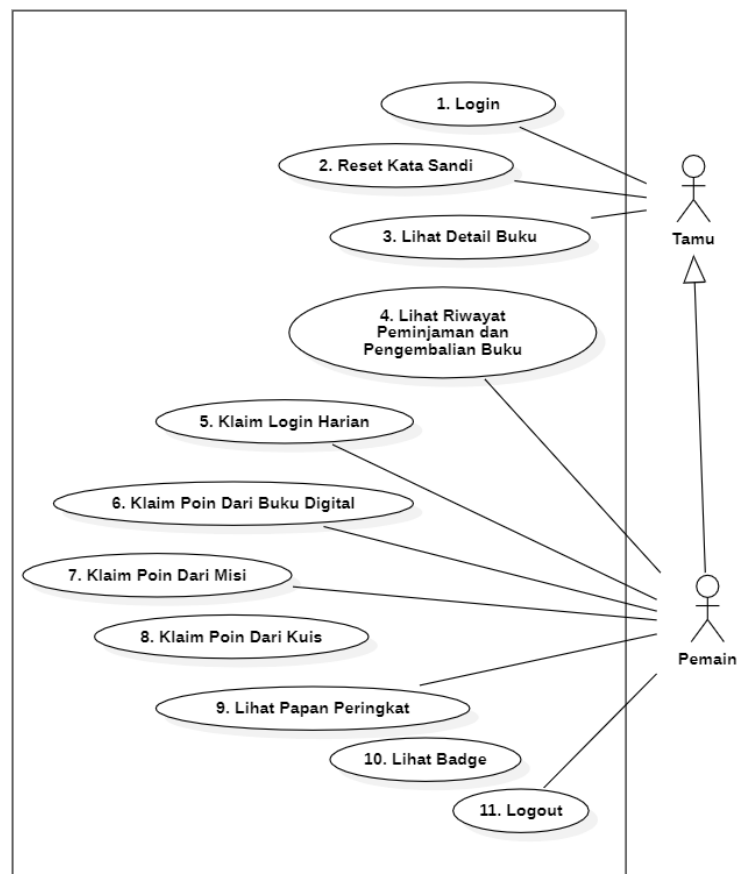 1. Login
2. Reset Kata Sandi
3. Lihat Detail Buku
Tamu
4. Lihat Riwayat
Peminjaman dan
Pengembalian Buku
5. Klaim Login Harian
6. Klaim Poin Dari Buku Digital
7. Klaim Poin Dari Misi
8. Klaim Poin Dari Kuis
Pemain
9. Lihat Papan Peringkat
10. Lihat Badge
11. Logout